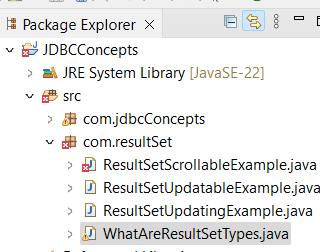 Package Explorer
JDBCConcepts
JRE System Library [JavaSE-22]
src
com.jdbcConcepts
com.resultSet
ResultSetScrollableExample.java
ResultSetUpdatableExample.java
ResultSetUpdatingExample.java
WhatAreResultSetTypes.java